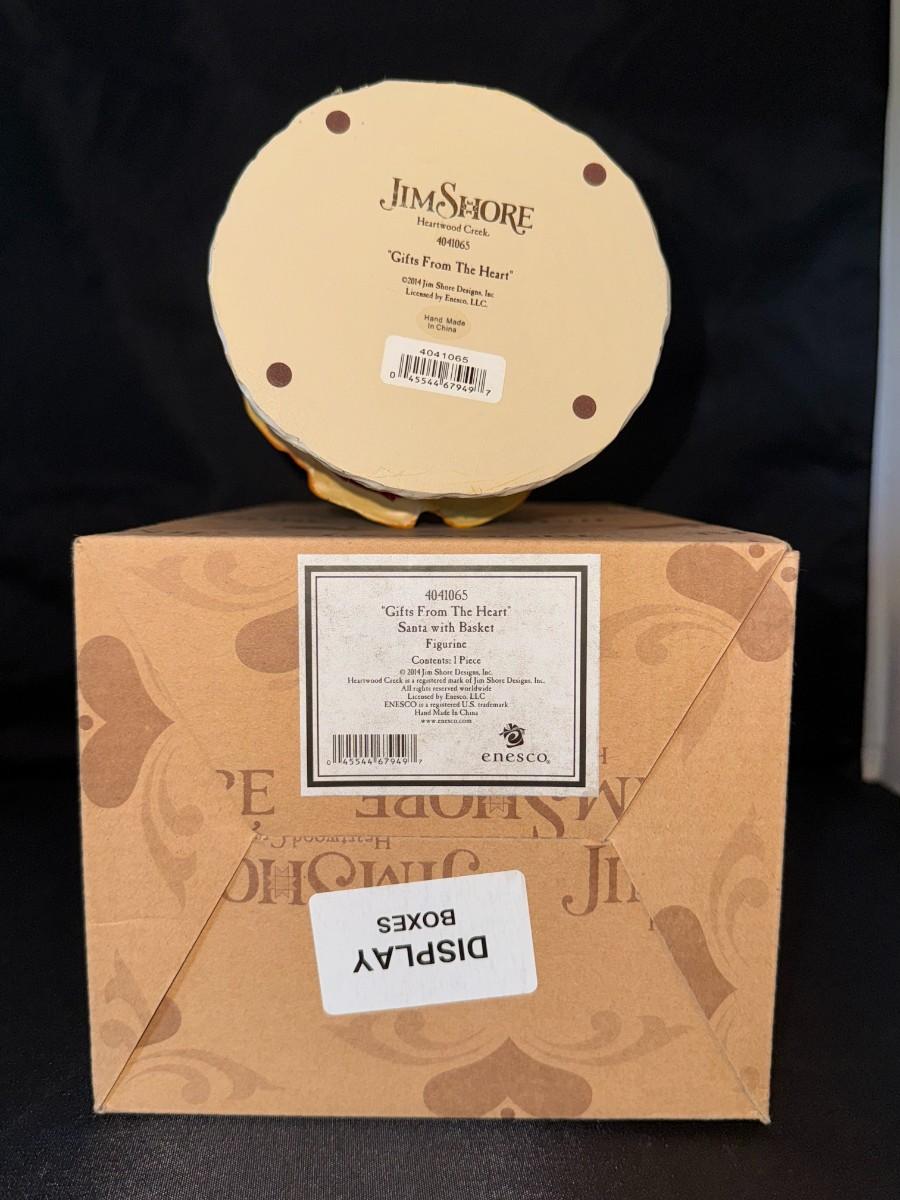 JIM SHORE
Heartwood Creek.
4041065
"Gifts From The Heart"
©2014 Jim Shore Designs, Inc
Licensed by Enesco, LLC.
Hand Made
In China
4041065
0 45544 67949 7
4041065
"Gifts From The Heart"
Santa with Basket
Figurine
Contents: 1 Piece
© 2014 Jim Shore Designs, Inc.
Heartwood Creek is a registered mark of Jim Shore Designs, Inc.
All rights reserved worldwide
Licensed by Enesco, LLC
ENESCO is a registered U.S. trademark
Hand Made In China
www.enesco.com
0 45544 67949 7
enesco®
JIM SHORE
DISPLAY
BOXES